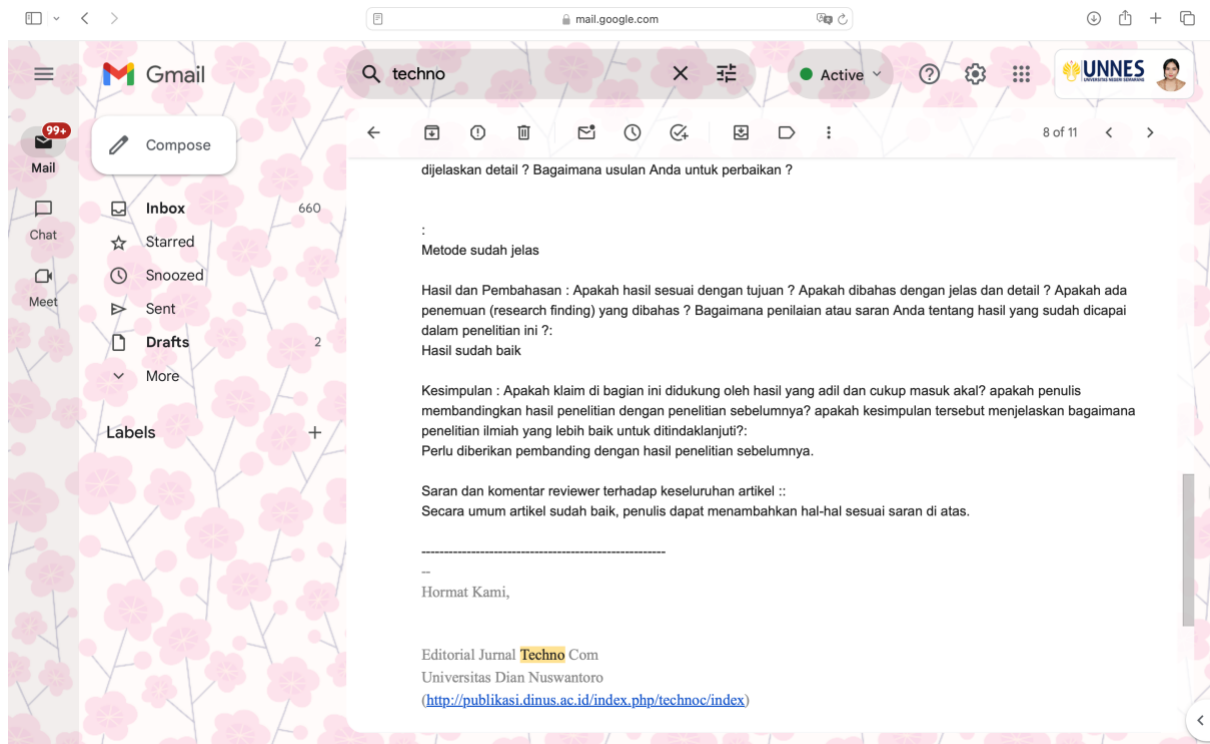 mail.google.com
Gmail
techno
Active
UNNES
UNIVERSITAS NEGERI SEMARANG
99+
Mail
Chat
Meet
Compose
Inbox 660
Starred
Snoozed
Sent
Drafts 2
More
Labels
8 of 11
dijelaskan detail ? Bagaimana usulan Anda untuk perbaikan ?
:
Metode sudah jelas
Hasil dan Pembahasan : Apakah hasil sesuai dengan tujuan ? Apakah dibahas dengan jelas dan detail ? Apakah ada
penemuan (research finding) yang dibahas ? Bagaimana penilaian atau saran Anda tentang hasil yang sudah dicapai
dalam penelitian ini ?:
Hasil sudah baik
Kesimpulan : Apakah klaim di bagian ini didukung oleh hasil yang adil dan cukup masuk akal? apakah penulis
membandingkan hasil penelitian dengan penelitian sebelumnya? apakah kesimpulan tersebut menjelaskan bagaimana
penelitian ilmiah yang lebih baik untuk ditindaklanjuti?:
Perlu diberikan pembanding dengan hasil penelitian sebelumnya.
Saran dan komentar reviewer terhadap keseluruhan artikel ::
Secara umum artikel sudah baik, penulis dapat menambahkan hal-hal sesuai saran di atas.
------------------------------------------------------
--
Hormat Kami,
Editorial Jurnal Techno Com
Universitas Dian Nuswantoro
(http://publikasi.dinus.ac.id/index.php/technoc/index)